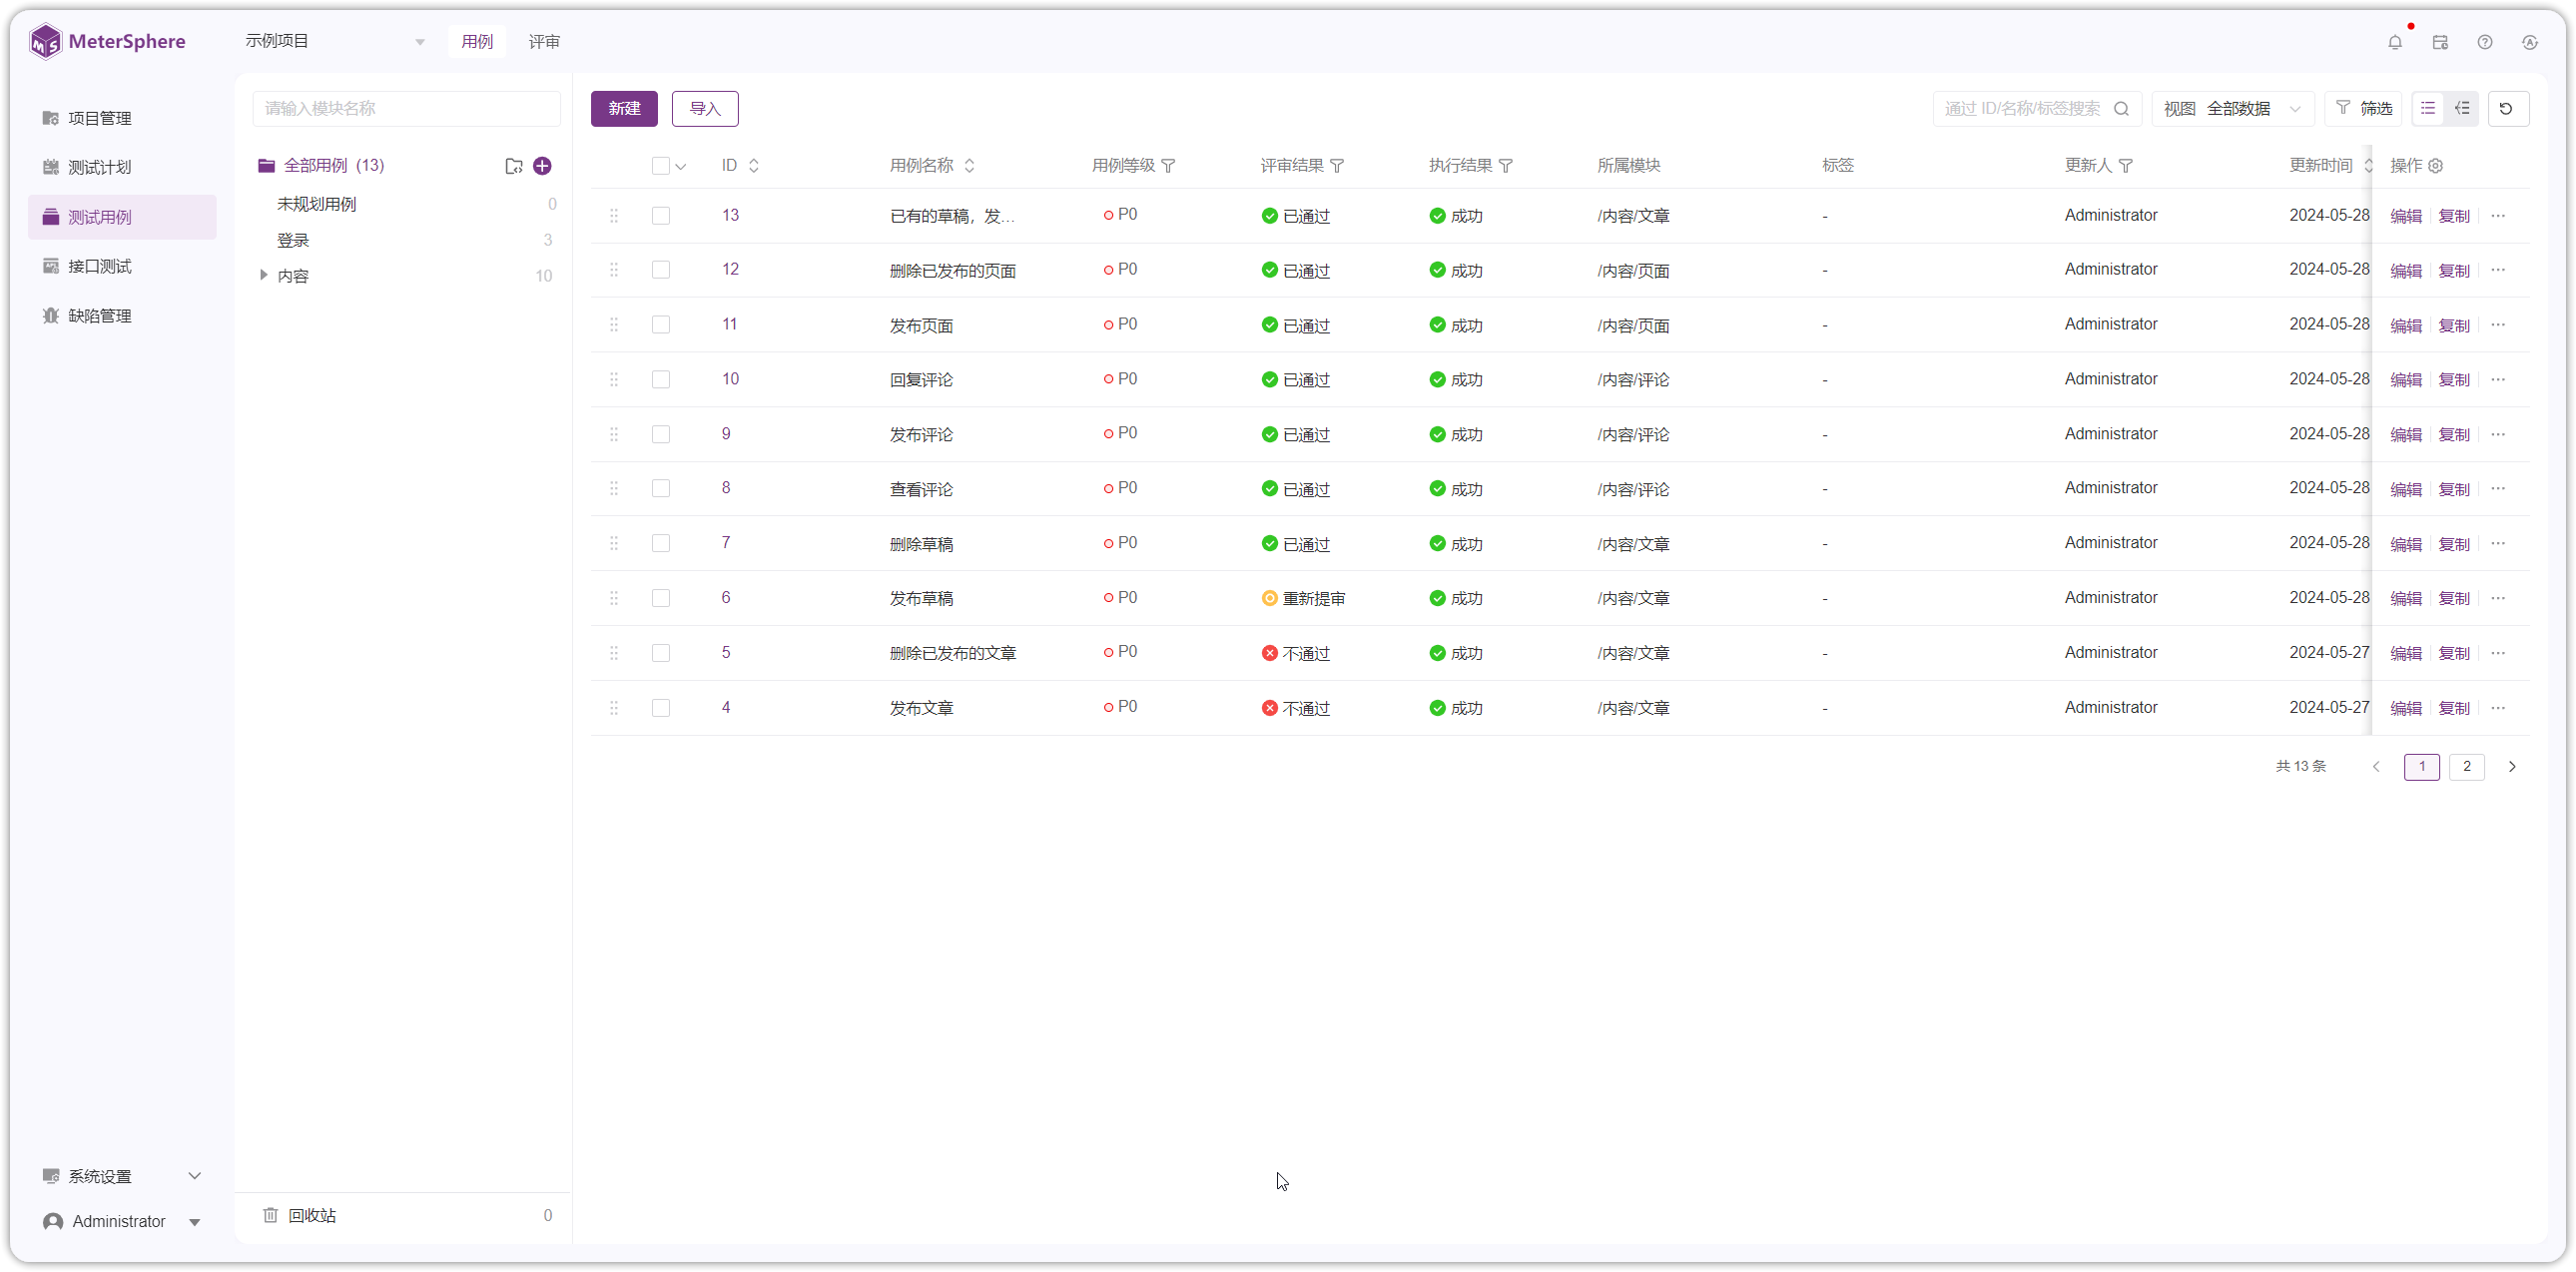 MeterSphere
示例项目
用例
评审
项目管理
测试计划
测试用例
接口测试
缺陷管理
系统设置
Administrator
请输入模块名称
全部用例 (13)
未规划用例 0
登录 3
内容 10
回收站 0
新建
导入
通过 ID/名称/标签搜索
视图 全部数据
筛选
ID 用例名称 用例等级 评审结果 执行结果 所属模块 标签 更新人 更新时间 操作
13 已有的草稿，发... P0 已通过 成功 /内容/文章 - Administrator 2024-05-28 编辑 复制 ...
12 删除已发布的页面 P0 已通过 成功 /内容/页面 - Administrator 2024-05-28 编辑 复制 ...
11 发布页面 P0 已通过 成功 /内容/页面 - Administrator 2024-05-28 编辑 复制 ...
10 回复评论 P0 已通过 成功 /内容/评论 - Administrator 2024-05-28 编辑 复制 ...
9 发布评论 P0 已通过 成功 /内容/评论 - Administrator 2024-05-28 编辑 复制 ...
8 查看评论 P0 已通过 成功 /内容/评论 - Administrator 2024-05-28 编辑 复制 ...
7 删除草稿 P0 已通过 成功 /内容/文章 - Administrator 2024-05-28 编辑 复制 ...
6 发布草稿 P0 重新提审 成功 /内容/文章 - Administrator 2024-05-28 编辑 复制 ...
5 删除已发布的文章 P0 不通过 成功 /内容/文章 - Administrator 2024-05-27 编辑 复制 ...
4 发布文章 P0 不通过 成功 /内容/文章 - Administrator 2024-05-27 编辑 复制 ...
共 13 条 1 2